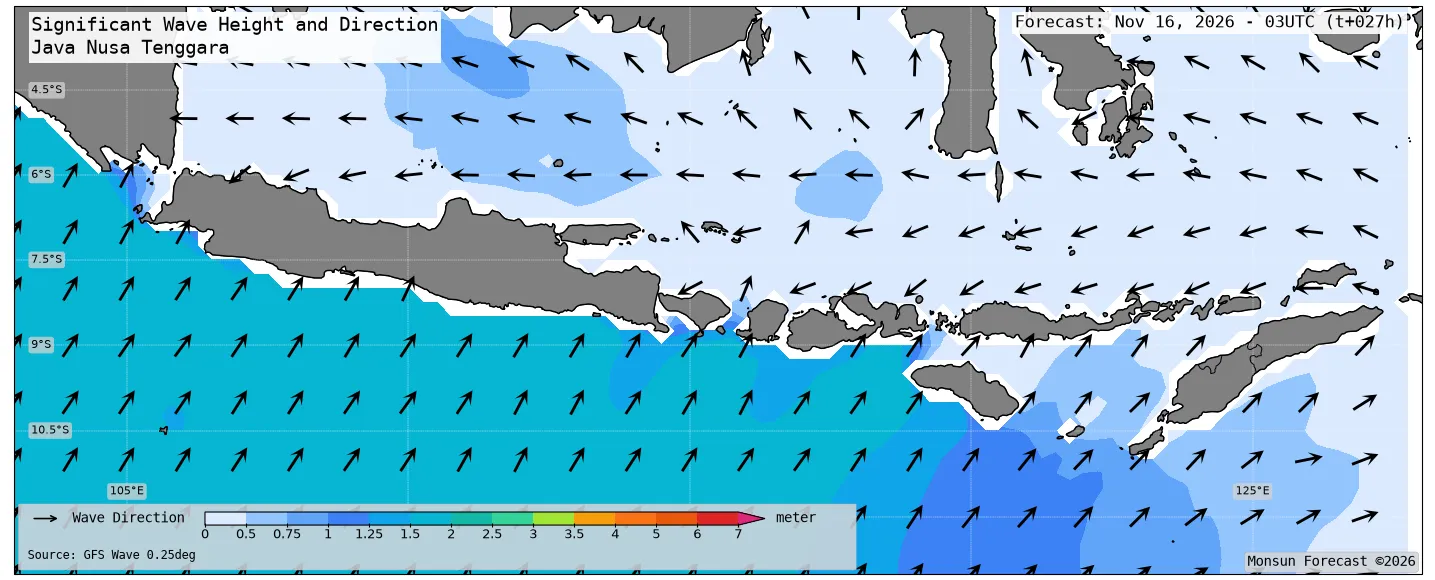 Significant Wave Height and Direction
Java Nusa Tenggara
Forecast: Nov 16, 2026 - 03UTC (t+027h)
4.5°S
6°S
7.5°S
9°S
10.5°S
105°E
125°E
Wave Direction
0 0.5 0.75 1 1.25 1.5 2 2.5 3 3.5 4 5 6 7
meter
Source: GFS Wave 0.25deg
Monsun Forecast ©2026